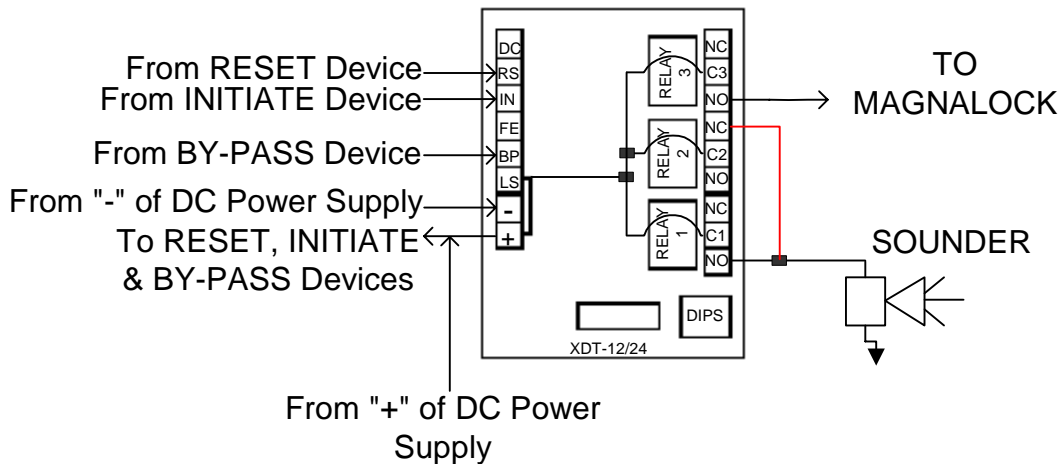 From RESET Device
From INITIATE Device
From BY-PASS Device
From "-" of DC Power Supply
To RESET, INITIATE
& BY-PASS Devices
From "+" of DC Power
Supply
DC
RS
IN
FE
BP
LS
-
+
RELAY
3
RELAY
2
RELAY
1
NC
C3
NO
NC
C2
NO
NC
C1
NO
DIPS
XDT-12/24
TO
MAGNALOCK
SOUNDER